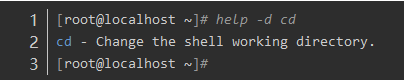 1 [root@localhost ~]# help -d cd
2 cd - Change the shell working directory.
3 [root@localhost ~]#